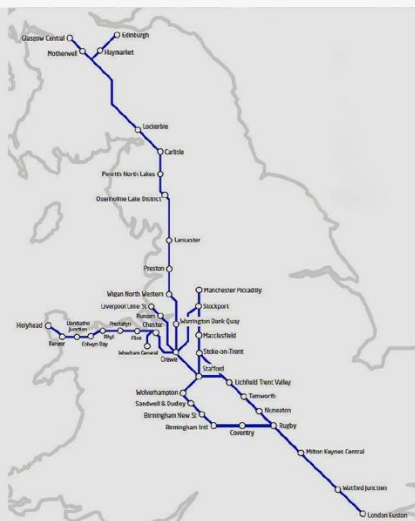 Edinburgh
Glasgow Central
Haymarket
Motherwell
Lockerbie
Carlisle
Penrith North Lakes
Oxenholme Lake District
Lancaster
Preston
Wigan North Western
Manchester Piccadilly
Liverpool Lime St
Stockport
Runcorn
Warrington Bank Quay
Chester
Holyhead
Llandudno
Junction
Prestatyn
Macclesfield
Bangor
Colwyn Bay
Rhyl
Flint
Wrexham General
Crewe
Stoke-on-Trent
Stafford
Lichfield Trent Valley
Wolverhampton
Tamworth
Sandwell & Dudley
Nuneaton
Birmingham New St
Birmingham Intl
Coventry
Rugby
Milton Keynes Central
Watford Junction
London Euston